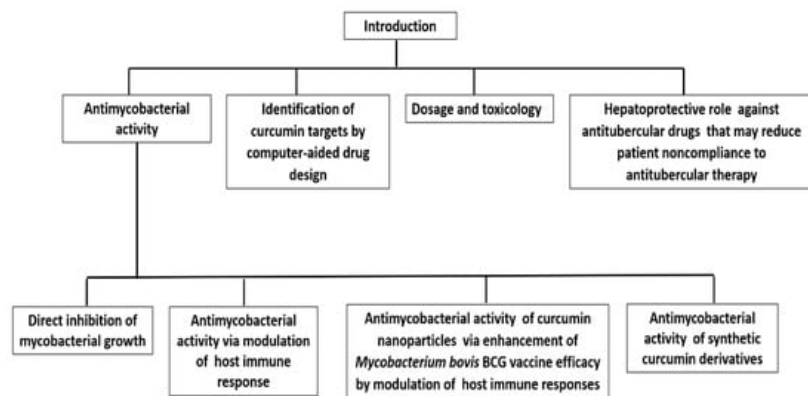 Introduction
Antimycobacterial
activity
Identification of
curcumin targets by
computer-aided drug
design
Dosage and toxicology
Hepatoprotective role against
antitubercular drugs that may reduce
patient noncompliance to
antitubercular therapy
Direct inhibition of
mycobacterial growth
Antimycobacterial
activity via modulation
of host immune
response
Antimycobacterial activity of curcumin
nanoparticles via enhancement of
Mycobacterium bovis BCG vaccine efficacy
by modulation of host immune responses
Antimycobacterial
activity of synthetic
curcumin derivatives